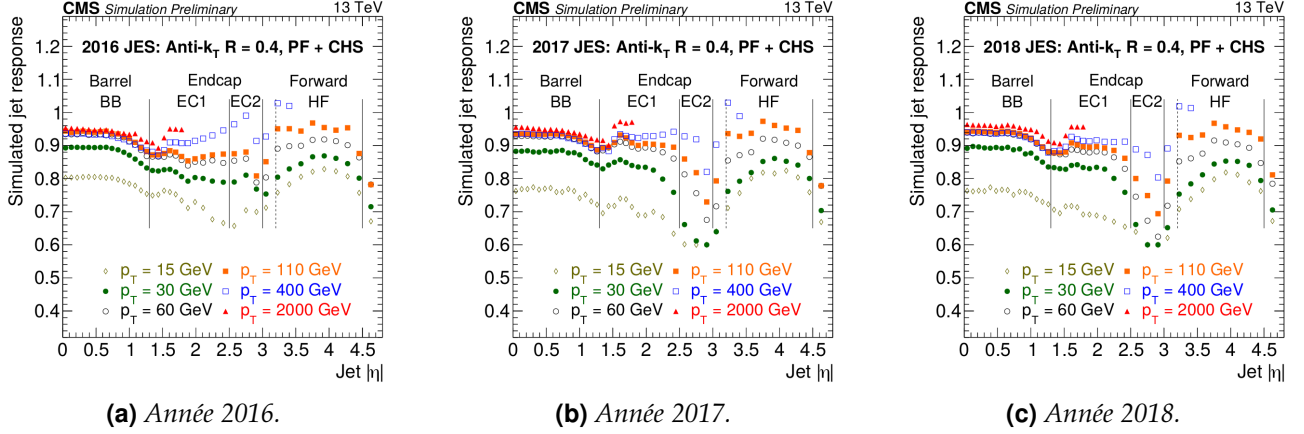 CMS Simulation Preliminary 13 TeV
2016 JES: Anti-kT R = 0.4, PF + CHS
Barrel Endcap Forward
BB EC1 EC2 HF
Simulated jet response
1.2
1.1
1
0.9
0.8
0.7
0.6
0.5
0.4
pT = 15 GeV pT = 110 GeV
pT = 30 GeV pT = 400 GeV
pT = 60 GeV pT = 2000 GeV
0 0.5 1 1.5 2 2.5 3 3.5 4 4.5
Jet |η|
(a) Année 2016.
CMS Simulation Preliminary 13 TeV
2017 JES: Anti-kT R = 0.4, PF + CHS
Barrel Endcap Forward
BB EC1 EC2 HF
Simulated jet response
1.2
1.1
1
0.9
0.8
0.7
0.6
0.5
0.4
pT = 15 GeV pT = 110 GeV
pT = 30 GeV pT = 400 GeV
pT = 60 GeV pT = 2000 GeV
0 0.5 1 1.5 2 2.5 3 3.5 4 4.5
Jet |η|
(b) Année 2017.
CMS Simulation Preliminary 13 TeV
2018 JES: Anti-kT R = 0.4, PF + CHS
Barrel Endcap Forward
BB EC1 EC2 HF
Simulated jet response
1.2
1.1
1
0.9
0.8
0.7
0.6
0.5
0.4
pT = 15 GeV pT = 110 GeV
pT = 30 GeV pT = 400 GeV
pT = 60 GeV pT = 2000 GeV
0 0.5 1 1.5 2 2.5 3 3.5 4 4.5
Jet |η|
(c) Année 2018.